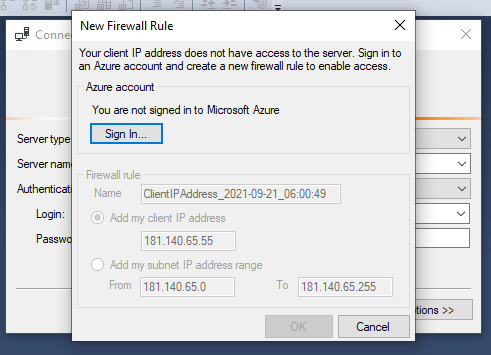 New Firewall Rule
Connec
Your client IP address does not have access to the server. Sign in to
an Azure account and create a new firewall rule to enable access.
Azure account
You are not signed in to Microsoft Azure
Sign In...
Server type
Server name
Authenticati
Login:
Passwo
Firewall rule
Name ClientIPAddress_2021-09-21_06:00:49
Add my client IP address
181.140.65.55
Add my subnet IP address range
From 181.140.65.0 To 181.140.65.255
OK Cancel
tions >>